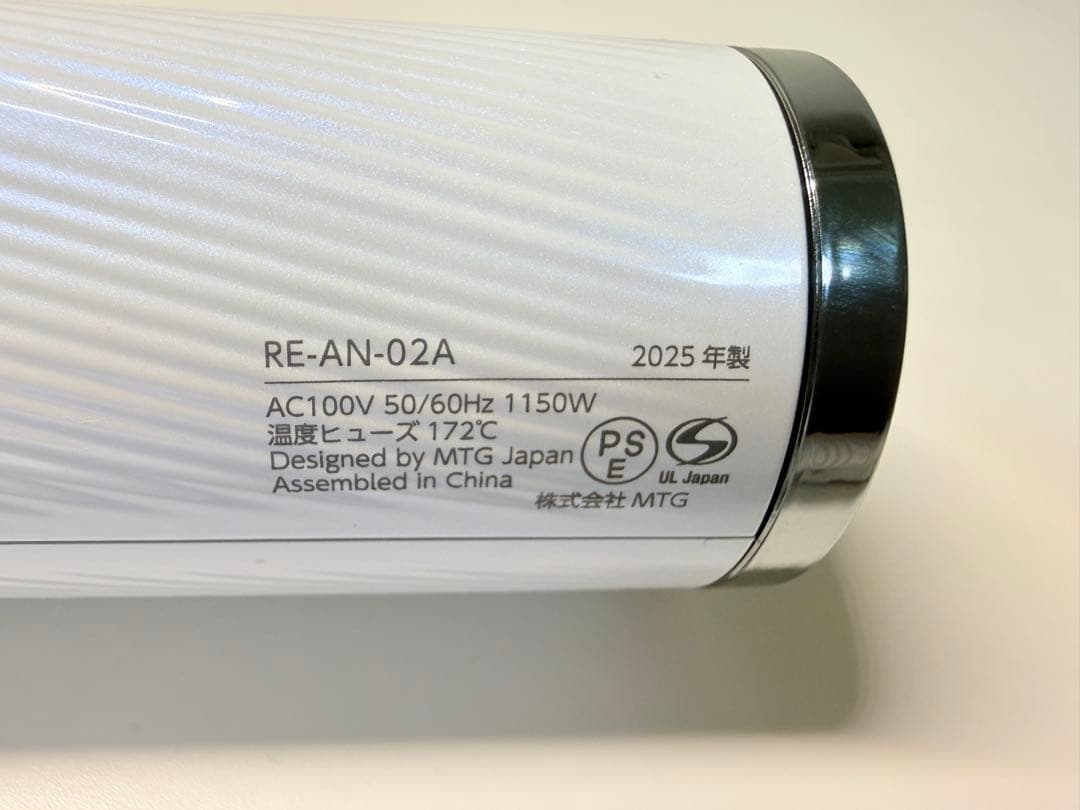 RE-AN-02A 2025年製
AC100V 50/60Hz 1150W
温度ヒューズ 172℃
Designed by MTG Japan
Assembled in China
PS
E
UL Japan
株式会社 MTG